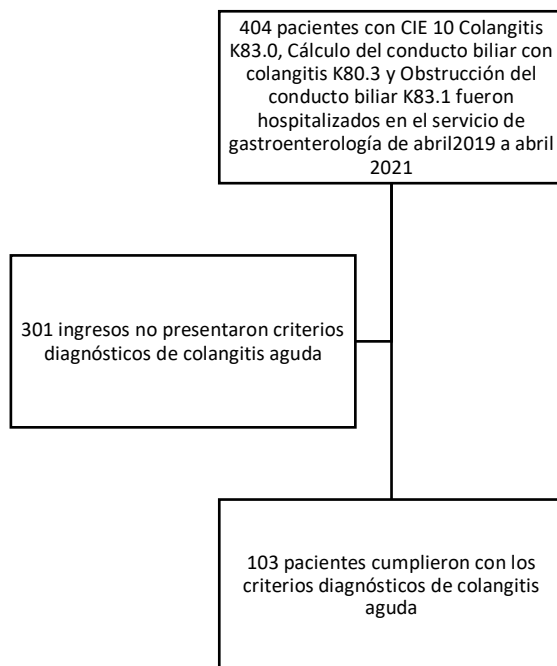 404 pacientes con CIE 10 Colangitis
K83.0, Cálculo del conducto biliar con
colangitis K80.3 y Obstrucción del
conducto biliar K83.1 fueron
hospitalizados en el servicio de
gastroenterología de abril2019 a abril
2021
301 ingresos no presentaron criterios
diagnósticos de colangitis aguda
103 pacientes cumplieron con los
criterios diagnósticos de colangitis
aguda